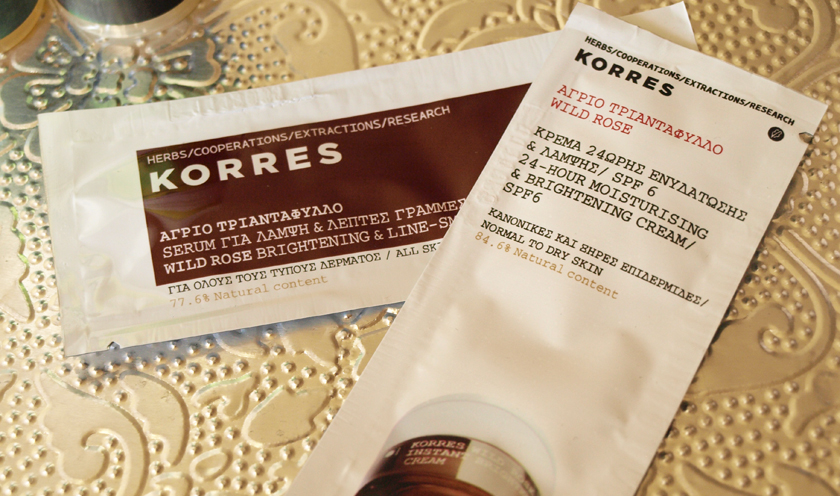 HERBS/COOPERATIONS/EXTRACTIONS/RESEARCH
KORRES
ΑΓΡΙΟ ΤΡΙΑΝΤΑΦΥΛΛΟ
SERUM ΓΙΑ ΛΑΜΨΗ & ΛΕΠΤΕΣ ΓΡΑΜΜΕΣ
WILD ROSE BRIGHTENING & LINE-SM
ΓΙΑ ΟΛΟΥΣ ΤΟΥΣ ΤΥΠΟΥΣ ΔΕΡΜΑΤΟΣ / ALL SKI
77.6% Natural content
HERBS/COOPERATIONS/EXTRACTIONS/RESEARCH
KORRES
ΑΓΡΙΟ ΤΡΙΑΝΤΑΦΥΛΛΟ
WILD ROSE
ΚΡΕΜΑ 24ΩΡΗΣ ΕΝΥΔΑΤΩΣΗΣ
& ΛΑΜΨΗΣ/ SPF 6
24-HOUR MOISTURISING
& BRIGHTENING CREAM/
SPF6
ΚΑΝΟΝΙΚΕΣ ΚΑΙ ΞΗΡΕΣ ΕΠΙΔΕΡΜΙΔΕΣ/
NORMAL TO DRY SKIN
84.6% Natural content
KORRES
INSTAN
CREAM